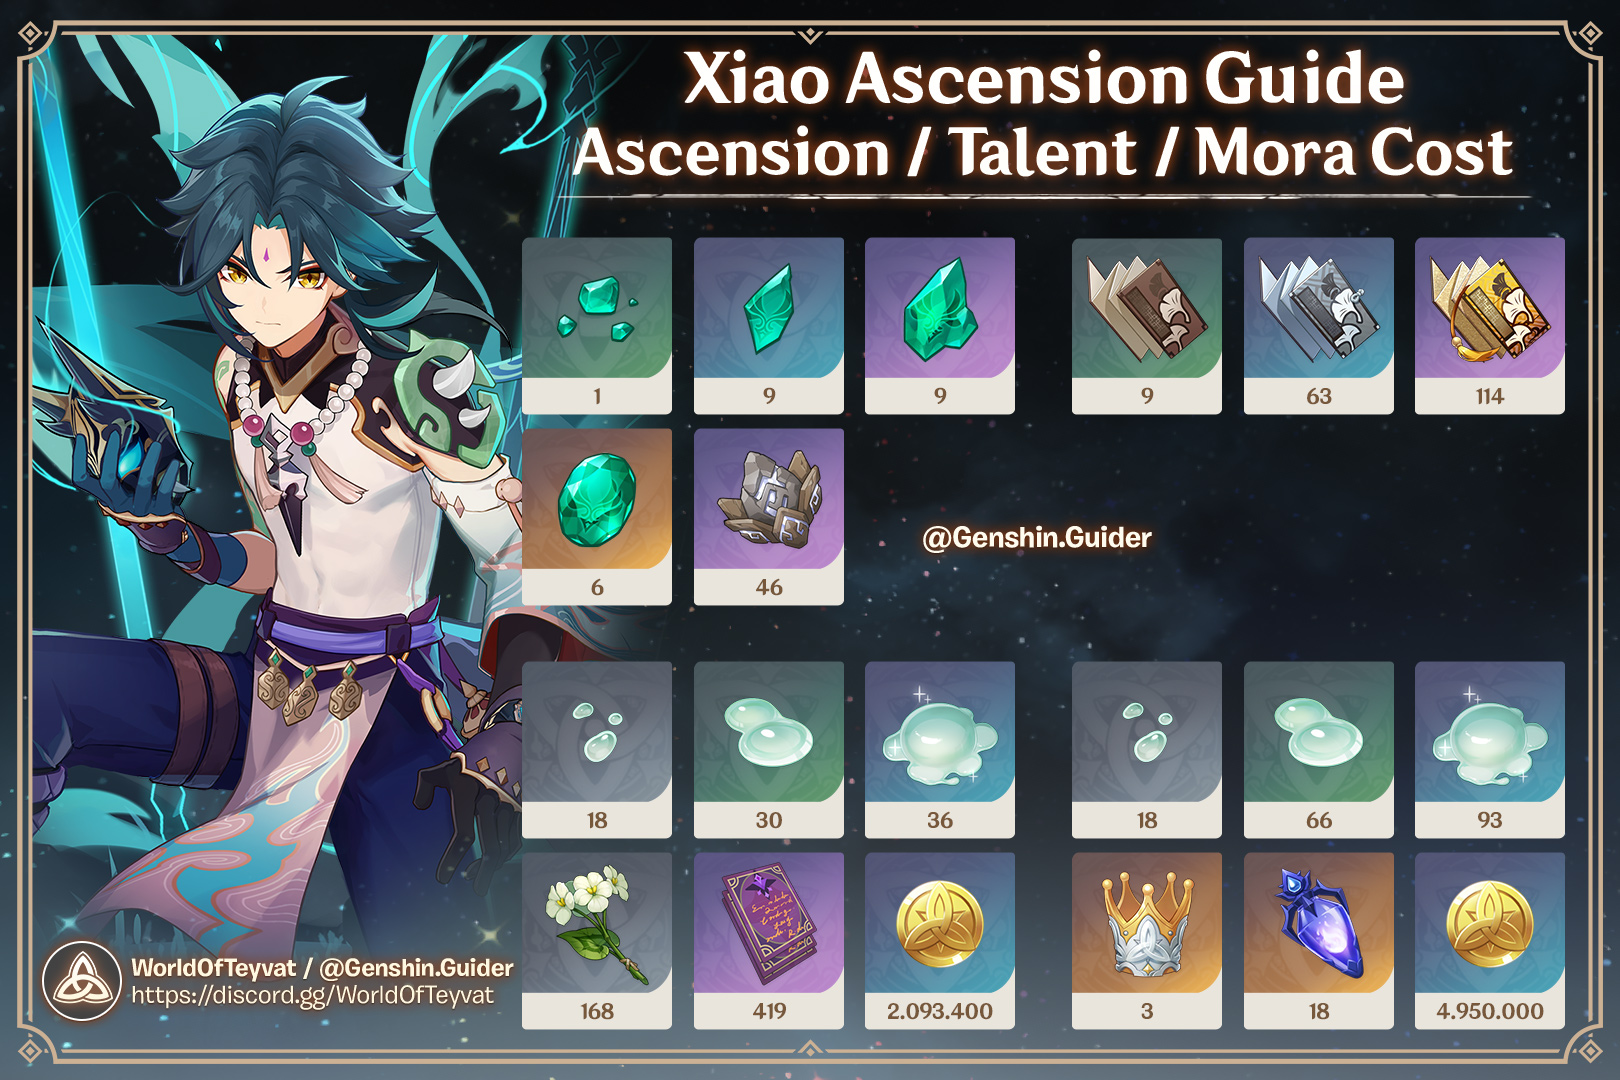 Xiao Ascension Guide
Ascension / Talent / Mora Cost
1 9 9 9 63 114
6 46
@Genshin.Guider
18 30 36 18 66 93
168 419 2.093.400 3 18 4.950.000
WorldOfTeyvat / @Genshin.Guider
https://discord.gg/WorldOfTeyvat